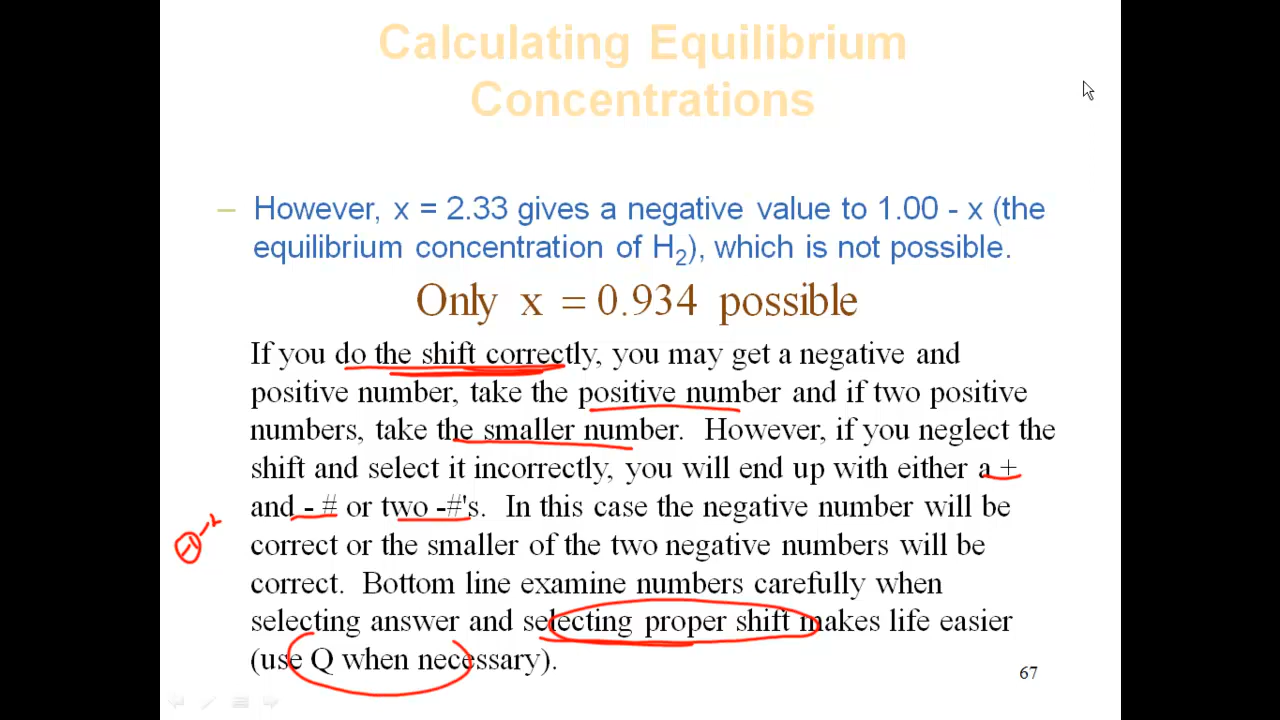 Calculating Equilibrium
Concentrations
– However, x = 2.33 gives a negative value to 1.00 - x (the
equilibrium concentration of H₂), which is not possible.
Only x = 0.934 possible
If you do the shift correctly, you may get a negative and
positive number, take the positive number and if two positive
numbers, take the smaller number. However, if you neglect the
shift and select it incorrectly, you will end up with either a +
and - # or two -#'s. In this case the negative number will be
-1 -2
correct or the smaller of the two negative numbers will be
correct. Bottom line examine numbers carefully when
selecting answer and selecting proper shift makes life easier
(use Q when necessary).
67